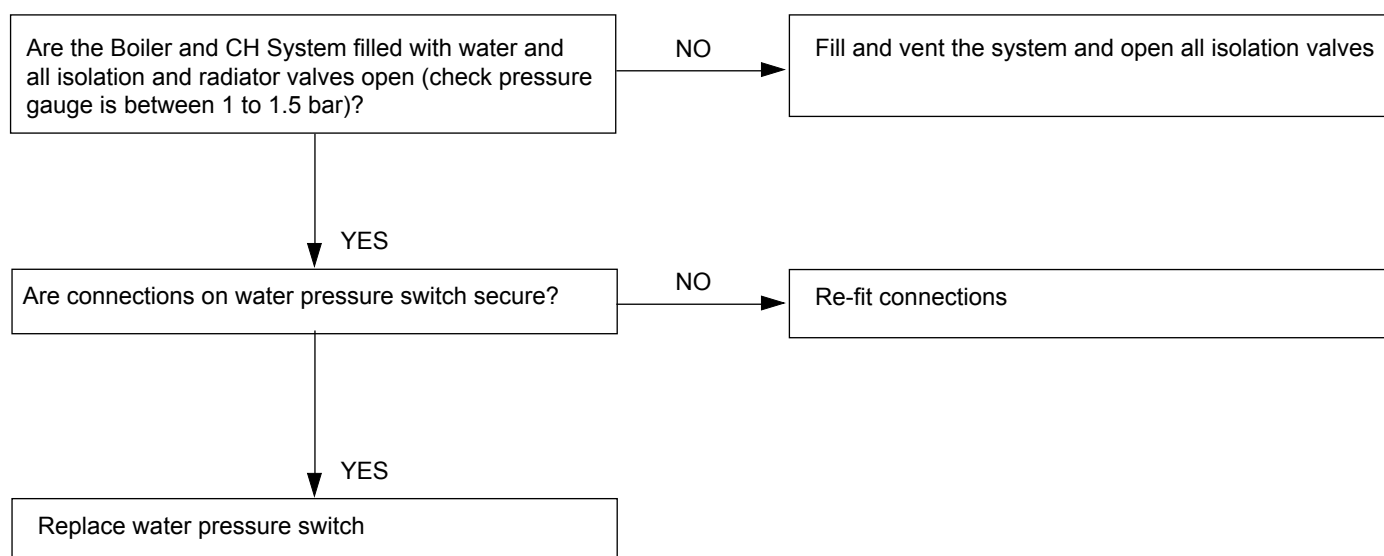 Are the Boiler and CH System filled with water and
all isolation and radiator valves open (check pressure
gauge is between 1 to 1.5 bar)?
NO
Fill and vent the system and open all isolation valves
YES
Are connections on water pressure switch secure?
NO
Re-fit connections
YES
Replace water pressure switch